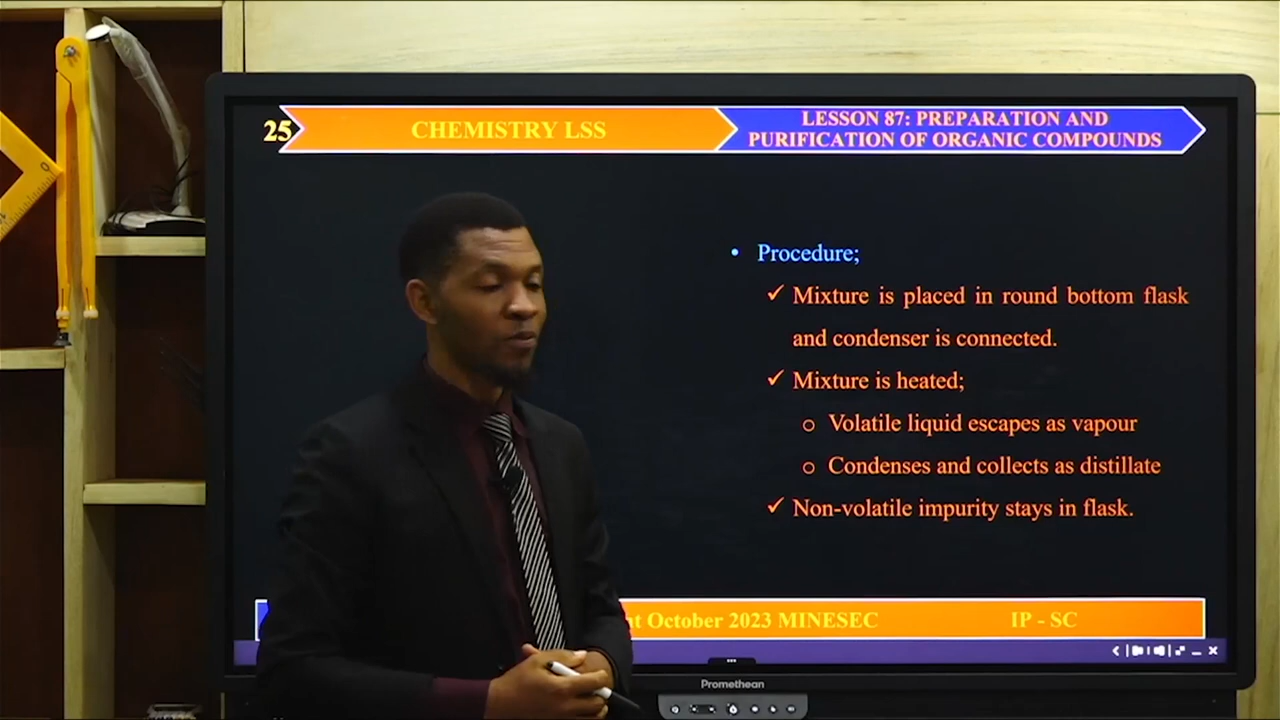 25
CHEMISTRY LSS
LESSON 87: PREPARATION AND
PURIFICATION OF ORGANIC COMPOUNDS
• Procedure;
✓ Mixture is placed in round bottom flask
and condenser is connected.
✓ Mixture is heated;
o Volatile liquid escapes as vapour
o Condenses and collects as distillate
✓ Non-volatile impurity stays in flask.
October 2023 MINESEC
IP - SC
Promethean